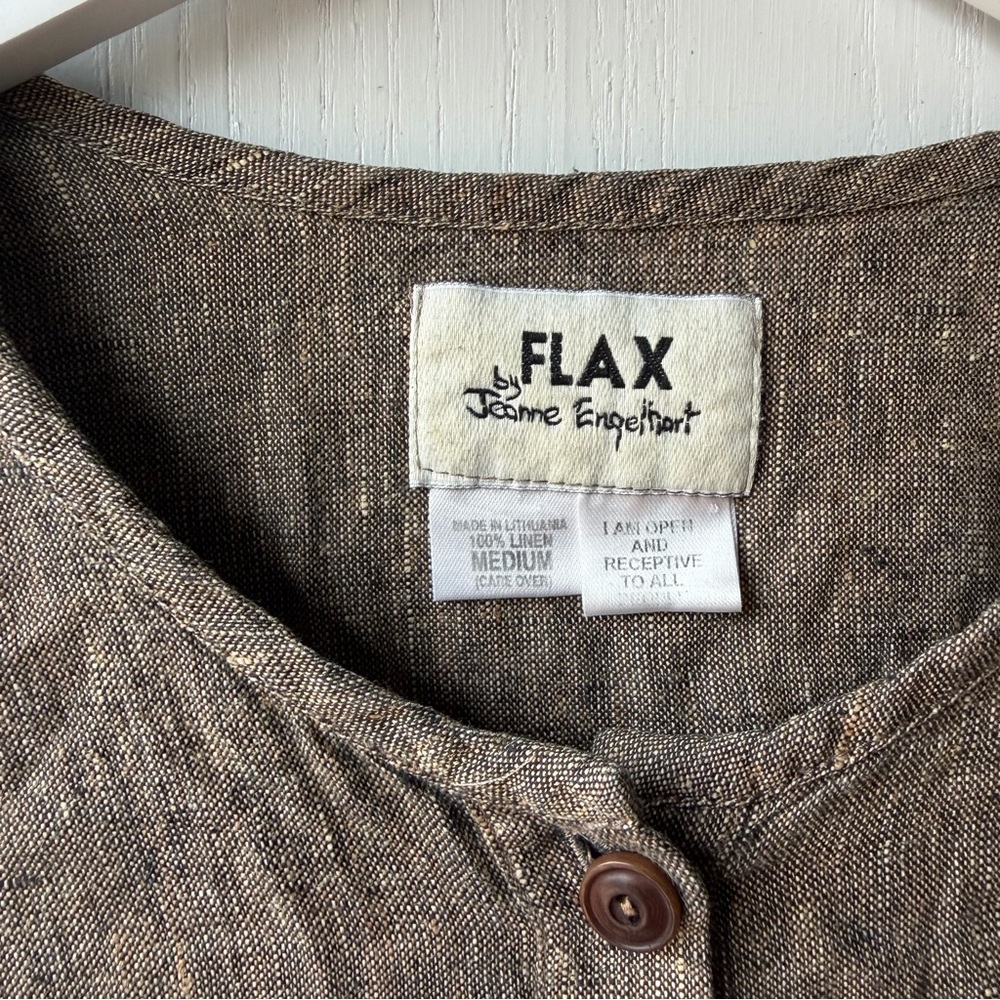 FLAX
by
Jeanne Engelhart
MADE IN LITHUANIA
100% LINEN
MEDIUM
(CARE OVER)
I AM OPEN
AND
RECEPTIVE
TO ALL